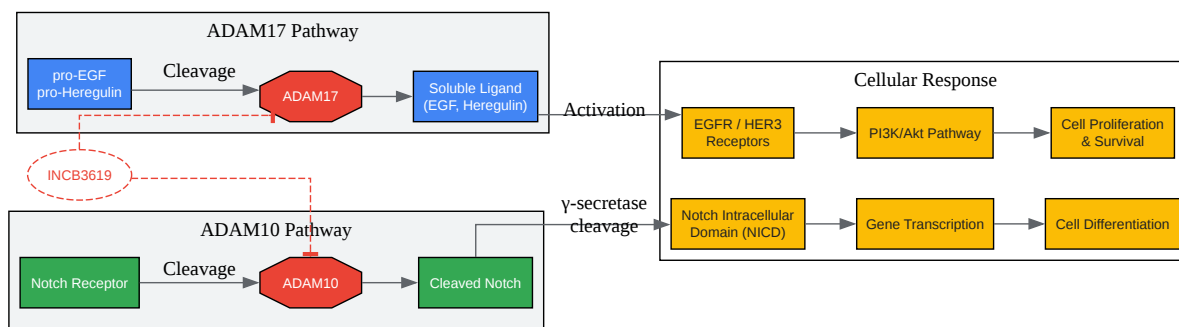 ADAM17 Pathway
pro-EGF
pro-Heregulin
Cleavage
ADAM17
Soluble Ligand
(EGF, Heregulin)
Activation
INCB3619
ADAM10 Pathway
Notch Receptor
Cleavage
ADAM10
Cleaved Notch
γ-secretase
cleavage
Cellular Response
EGFR / HER3
Receptors
PI3K/Akt Pathway
Cell Proliferation
& Survival
Notch Intracellular
Domain (NICD)
Gene Transcription
Cell Differentiation